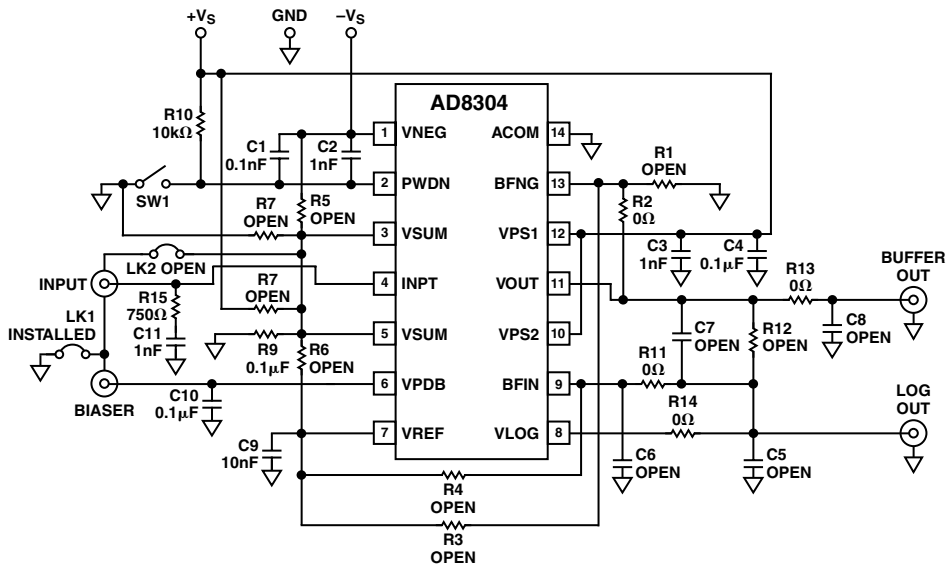 +VS
GND
−VS
AD8304
R10
10kΩ
C1
0.1nF
C2
1nF
1
VNEG
ACOM
14
R1
OPEN
2
PWDN
BFNG
13
SW1
R7
OPEN
R5
OPEN
R2
0Ω
3
VSUM
VPS1
12
C3
1nF
C4
0.1μF
LK2 OPEN
INPUT
4
INPT
VOUT
11
R13
0Ω
BUFFER
OUT
R15
750Ω
R7
OPEN
LK1
INSTALLED
C11
1nF
5
VSUM
VPS2
10
C7
OPEN
R12
OPEN
C8
OPEN
R9
0.1μF
R6
OPEN
R11
0Ω
6
VPDB
BFIN
9
BIASER
C10
0.1μF
R14
0Ω
LOG
OUT
7
VREF
VLOG
8
C9
10nF
C6
OPEN
C5
OPEN
R4
OPEN
R3
OPEN